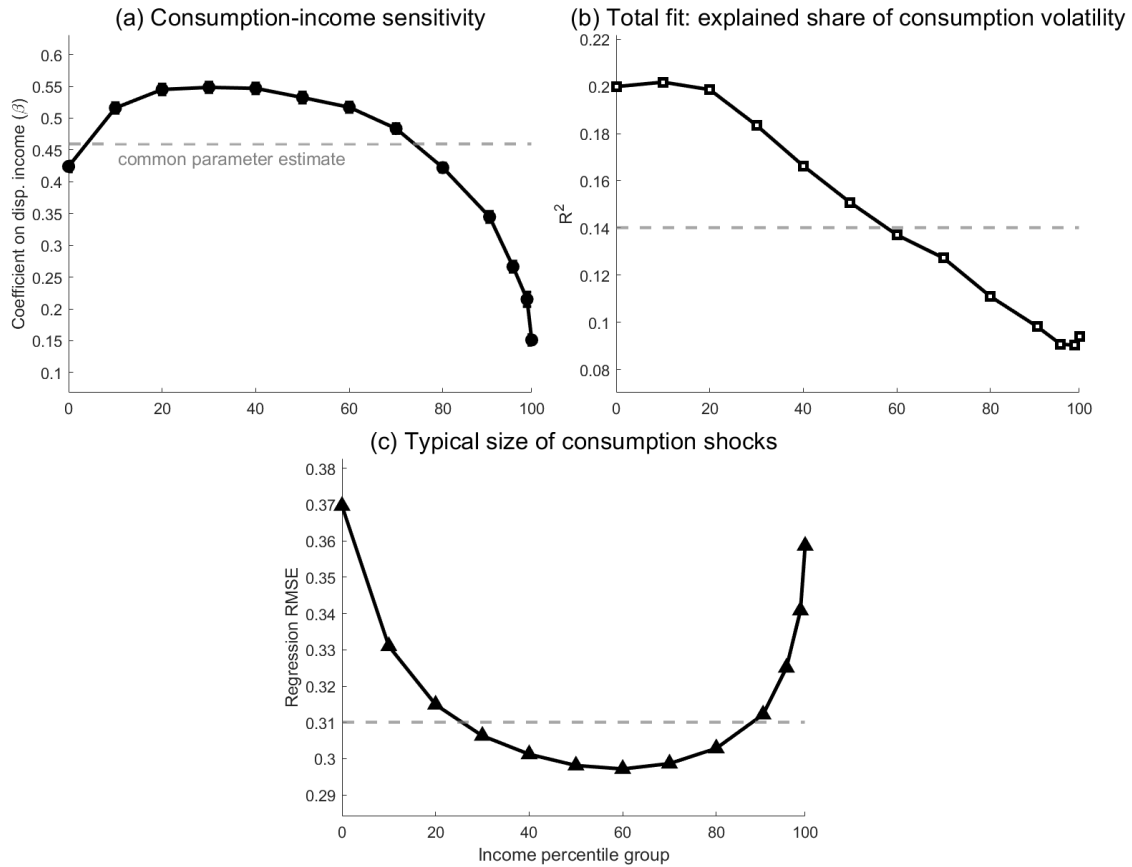 (a) Consumption-income sensitivity
Coefficient on disp. income (β)
0.6
0.55
0.5
0.45
0.4
0.35
0.3
0.25
0.2
0.15
0.1
common parameter estimate
0 20 40 60 80 100
(b) Total fit: explained share of consumption volatility
R²
0.22
0.2
0.18
0.16
0.14
0.12
0.1
0.08
0 20 40 60 80 100
(c) Typical size of consumption shocks
Regression RMSE
0.38
0.37
0.36
0.35
0.34
0.33
0.32
0.31
0.3
0.29
0 20 40 60 80 100
Income percentile group